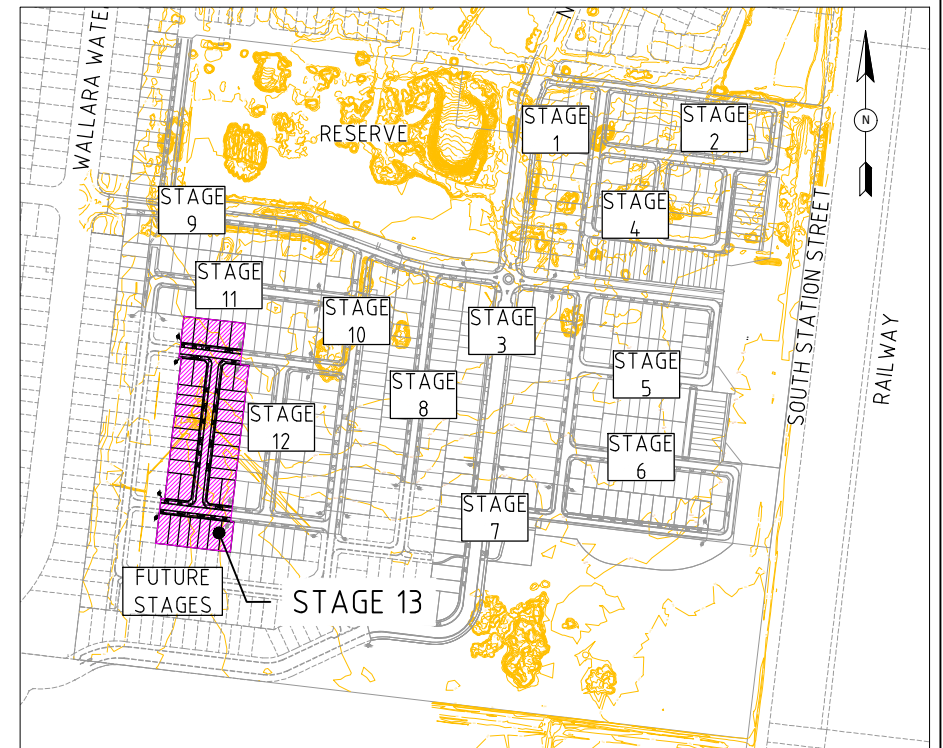 WALLARA WATE
N
RESERVE
STAGE
1
STAGE
2
N
STAGE
4
STAGE
9
STAGE
11
STAGE
10
STAGE
3
STAGE
5
STAGE
8
STAGE
12
STAGE
6
STAGE
7
SOUTH STATION STREET
RAILWAY
FUTURE
STAGES
STAGE 13